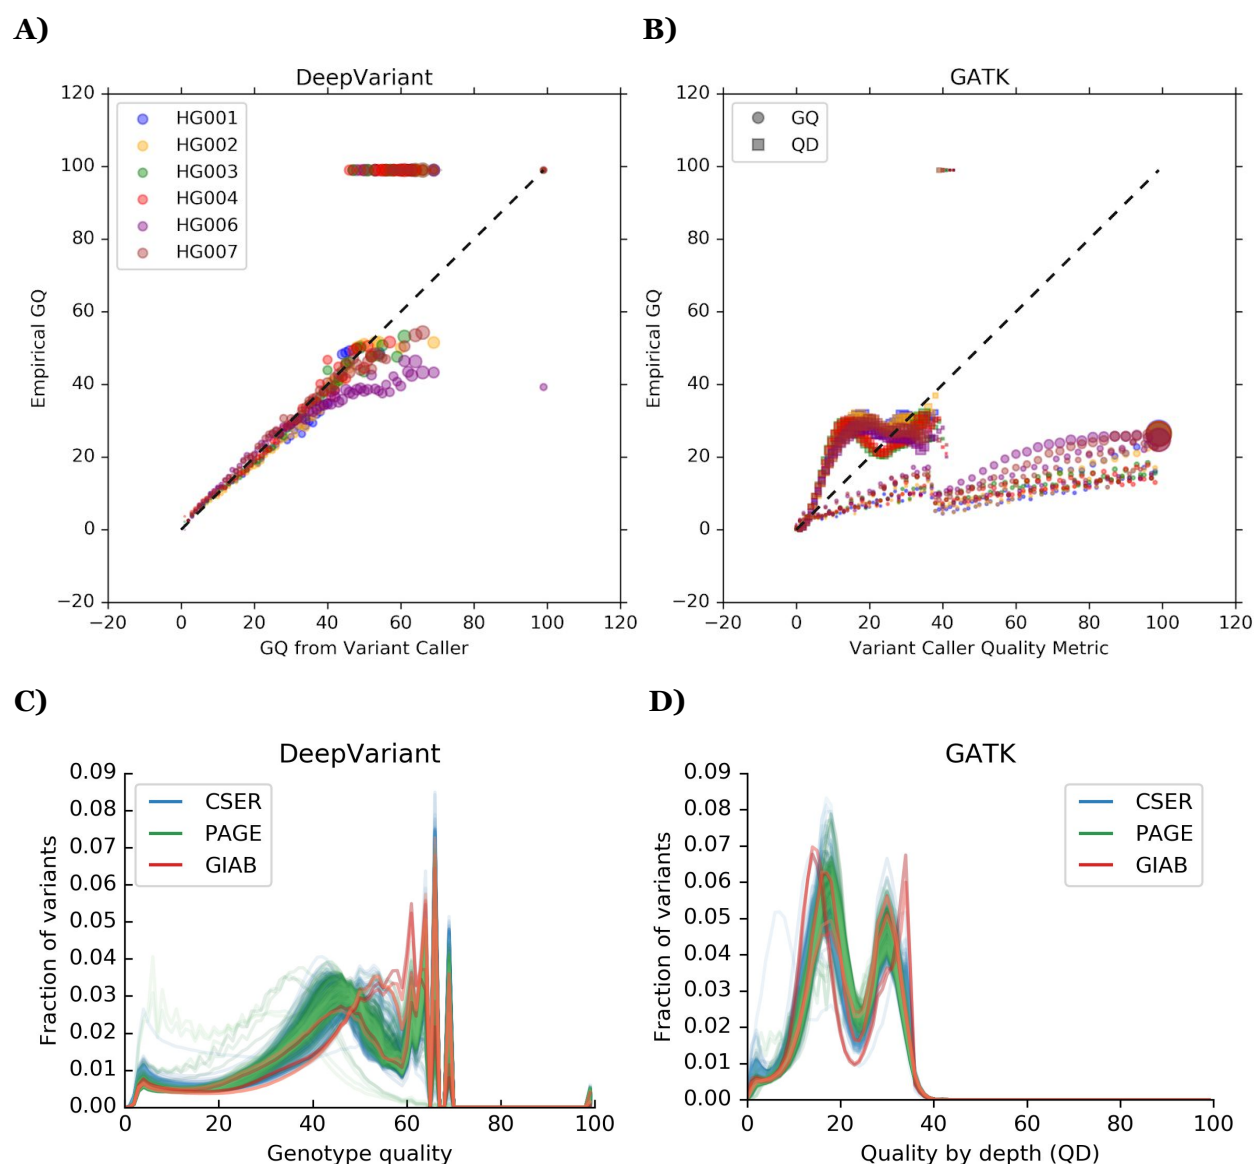 A)
B)
DeepVariant
GATK
120
100
80
60
40
20
0
−20
−20 0 20 40 60 80 100 120
Empirical GQ
GQ from Variant Caller
HG001
HG002
HG003
HG004
HG006
HG007
120
100
80
60
40
20
0
−20
−20 0 20 40 60 80 100 120
Empirical GQ
Variant Caller Quality Metric
GQ
QD
C)
D)
DeepVariant
GATK
0.09
0.08
0.07
0.06
0.05
0.04
0.03
0.02
0.01
0.00
0 20 40 60 80 100
Fraction of variants
Genotype quality
CSER
PAGE
GIAB
0.09
0.08
0.07
0.06
0.05
0.04
0.03
0.02
0.01
0.00
0 20 40 60 80 100
Fraction of variants
Quality by depth (QD)
CSER
PAGE
GIAB